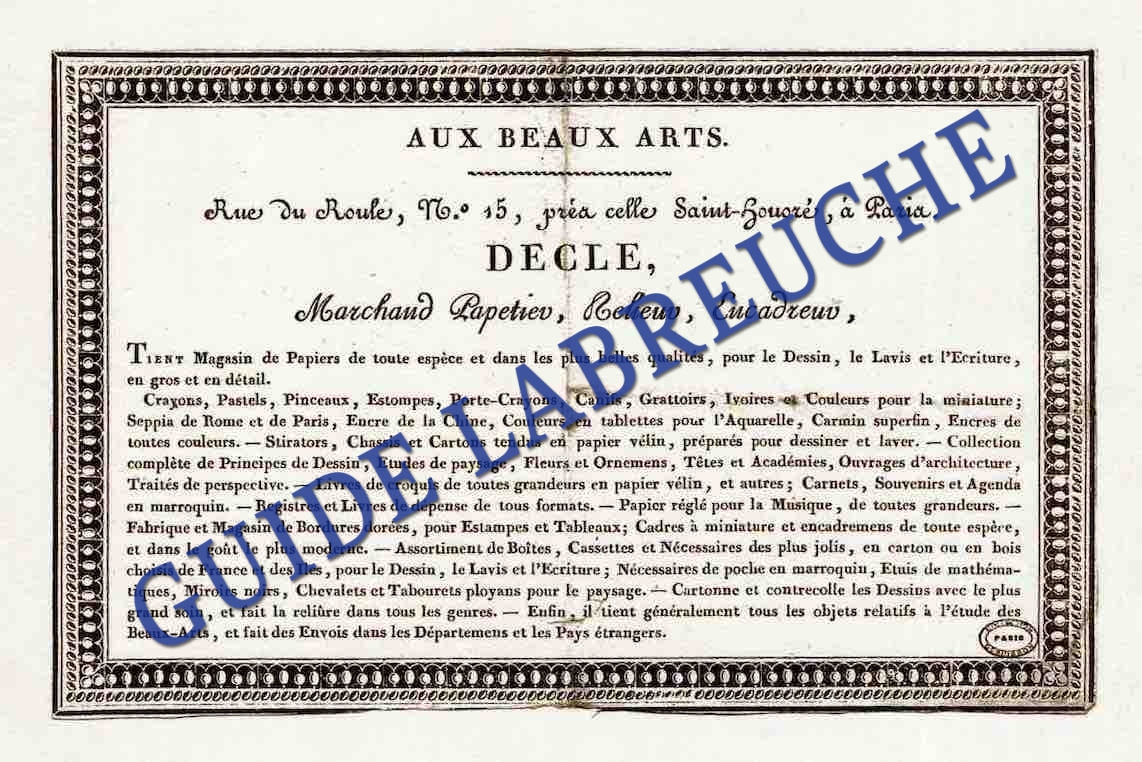 AUX BEAUX ARTS.
Rue du Roule, N.º 15, près celle Saint-Honoré, à Paris,
DECLE,
Marchand Papetier, Relieur, Encadreur,
TIENT Magasin de Papiers de toute espèce et dans les plus belles qualités, pour le Dessin, le Lavis et l'Ecriture,
en gros et en détail.
Crayons, Pastels, Pinceaux, Estompes, Porte-Crayons, Canifs, Grattoirs, Ivoires et Couleurs pour la miniature;
Seppia de Rome et de Paris, Encre de la Chine, Couleurs en tablettes pour l'Aquarelle, Carmin superfin, Encres de
toutes couleurs. — Stirators, Chassis et Cartons tendus en papier vélin, préparés pour dessiner et laver. — Collection
complète de Principes de Dessin, Etudes de paysage, Fleurs et Ornemens, Têtes et Académies, Ouvrages d'architecture,
Traités de perspective. — Livres de croquis de toutes grandeurs en papier vélin, et autres; Carnets, Souvenirs et Agenda
en marroquin. — Registres et Livres de dépense de tous formats. — Papier réglé pour la Musique, de toutes grandeurs. —
Fabrique et Magasin de Bordures dorées, pour Estampes et Tableaux; Cadres à miniature et encadremens de toute espère,
et dans le goût le plus moderne. — Assortiment de Boîtes, Cassettes et Nécessaires des plus jolis, en carton ou en bois
choisis de France et des Iles, pour le Dessin, le Lavis et l'Ecriture; Nécessaires de poche en marroquin, Etuis de mathéma-
tiques, Miroirs noirs, Chevalets et Tabourets ployans pour le paysage. — Cartonne et contrecolle les Dessins avec le plus
grand soin, et fait la reliûre dans tous les genres. — Enfin, il tient généralement tous les objets relatifs à l'étude des
Beaux-Arts, et fait des Envois dans les Départemens et les Pays étrangers.
PARIS
GUIDE LABREUCHE